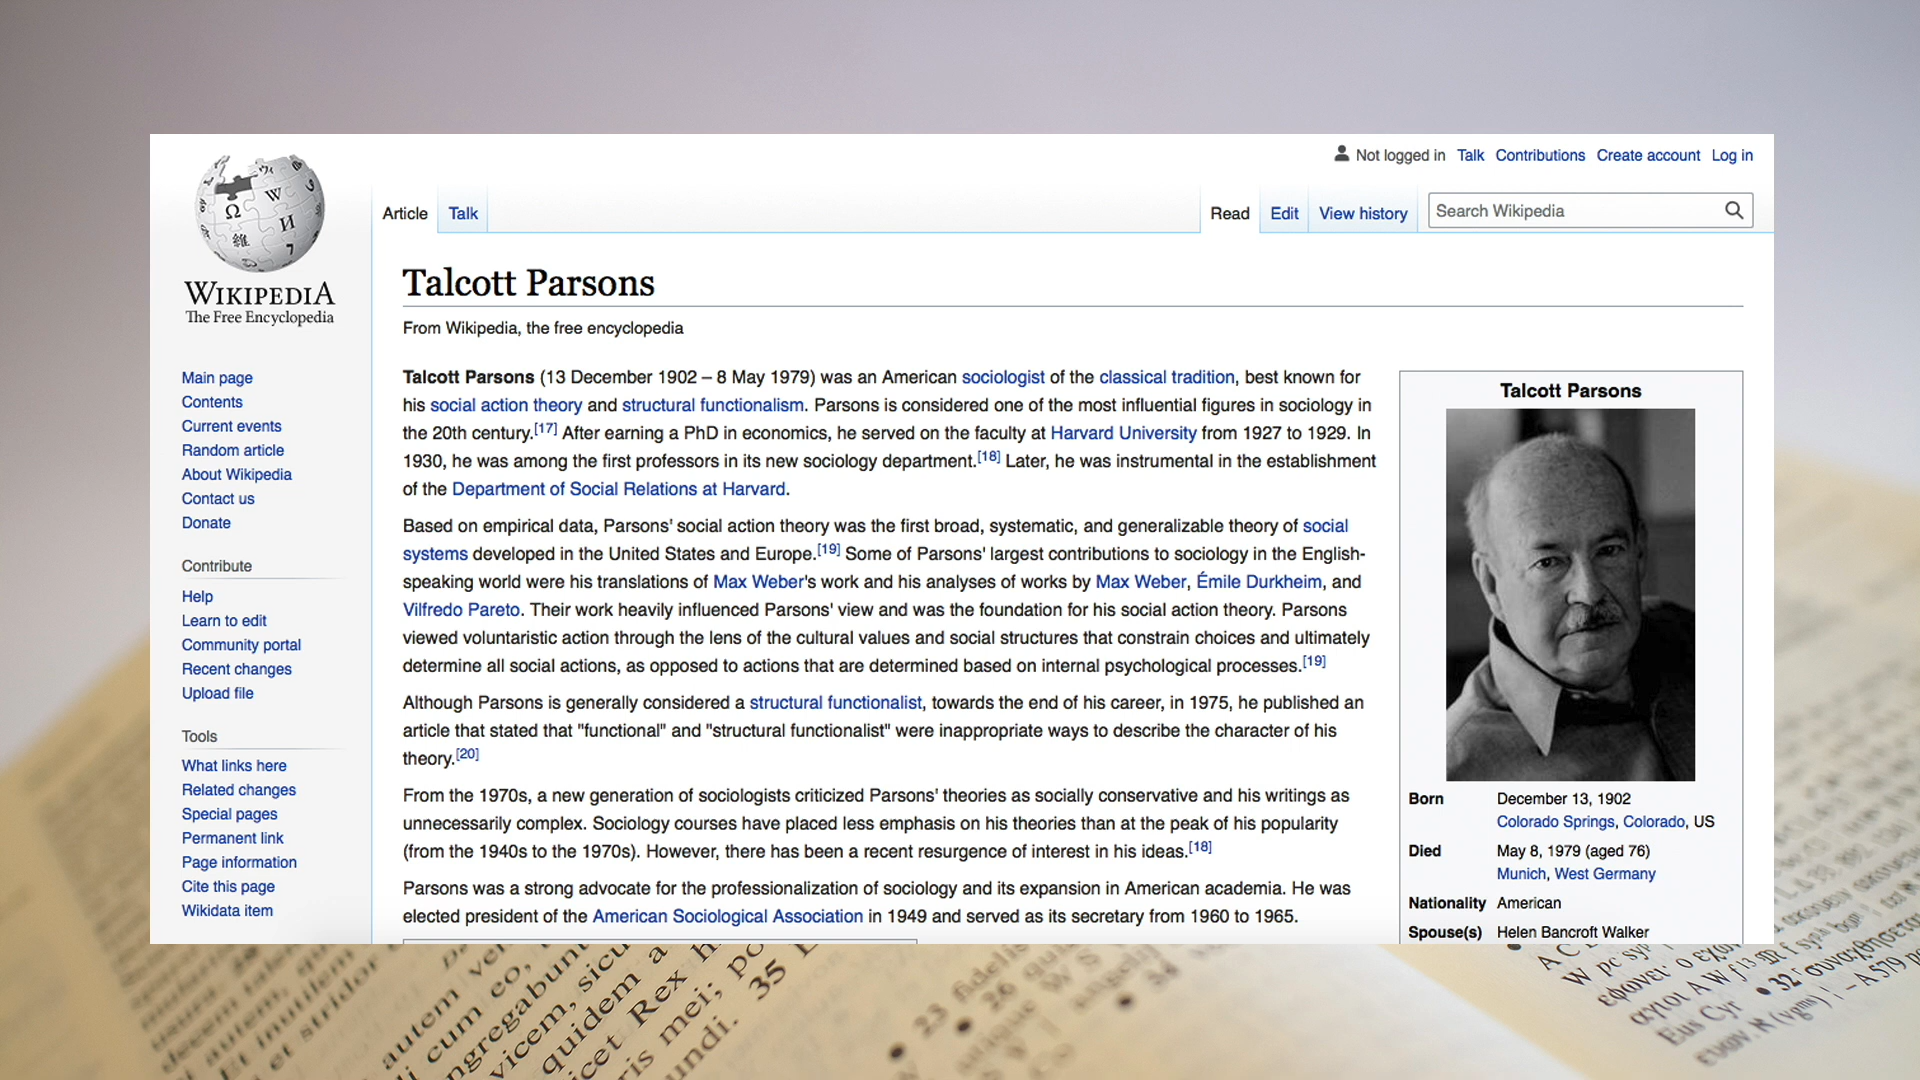 Not logged in Talk Contributions Create account Log in
Article Talk Read Edit View history Search Wikipedia
WIKIPEDIA
The Free Encyclopedia
Main page
Contents
Current events
Random article
About Wikipedia
Contact us
Donate
Contribute
Help
Learn to edit
Community portal
Recent changes
Upload file
Tools
What links here
Related changes
Special pages
Permanent link
Page information
Cite this page
Wikidata item
Talcott Parsons
From Wikipedia, the free encyclopedia
Talcott Parsons (13 December 1902 – 8 May 1979) was an American sociologist of the classical tradition, best known for
his social action theory and structural functionalism. Parsons is considered one of the most influential figures in sociology in
the 20th century.[17] After earning a PhD in economics, he served on the faculty at Harvard University from 1927 to 1929. In
1930, he was among the first professors in its new sociology department.[18] Later, he was instrumental in the establishment
of the Department of Social Relations at Harvard.
Based on empirical data, Parsons' social action theory was the first broad, systematic, and generalizable theory of social
systems developed in the United States and Europe.[19] Some of Parsons' largest contributions to sociology in the English-
speaking world were his translations of Max Weber's work and his analyses of works by Max Weber, Émile Durkheim, and
Vilfredo Pareto. Their work heavily influenced Parsons' view and was the foundation for his social action theory. Parsons
viewed voluntaristic action through the lens of the cultural values and social structures that constrain choices and ultimately
determine all social actions, as opposed to actions that are determined based on internal psychological processes.[19]
Although Parsons is generally considered a structural functionalist, towards the end of his career, in 1975, he published an
article that stated that "functional" and "structural functionalist" were inappropriate ways to describe the character of his
theory.[20]
From the 1970s, a new generation of sociologists criticized Parsons' theories as socially conservative and his writings as
unnecessarily complex. Sociology courses have placed less emphasis on his theories than at the peak of his popularity
(from the 1940s to the 1970s). However, there has been a recent resurgence of interest in his ideas.[18]
Parsons was a strong advocate for the professionalization of sociology and its expansion in American academia. He was
elected president of the American Sociological Association in 1949 and served as its secretary from 1960 to 1965.
Talcott Parsons
Born December 13, 1902
Colorado Springs, Colorado, US
Died May 8, 1979 (aged 76)
Munich, West Germany
Nationality American
Spouse(s) Helen Bancroft Walker
et stridor
autem
cum eo,
vicem, sicu
quidem a
Rex
mei; 35
23 fidelis
26
34
Eus Cyr
32
A 579